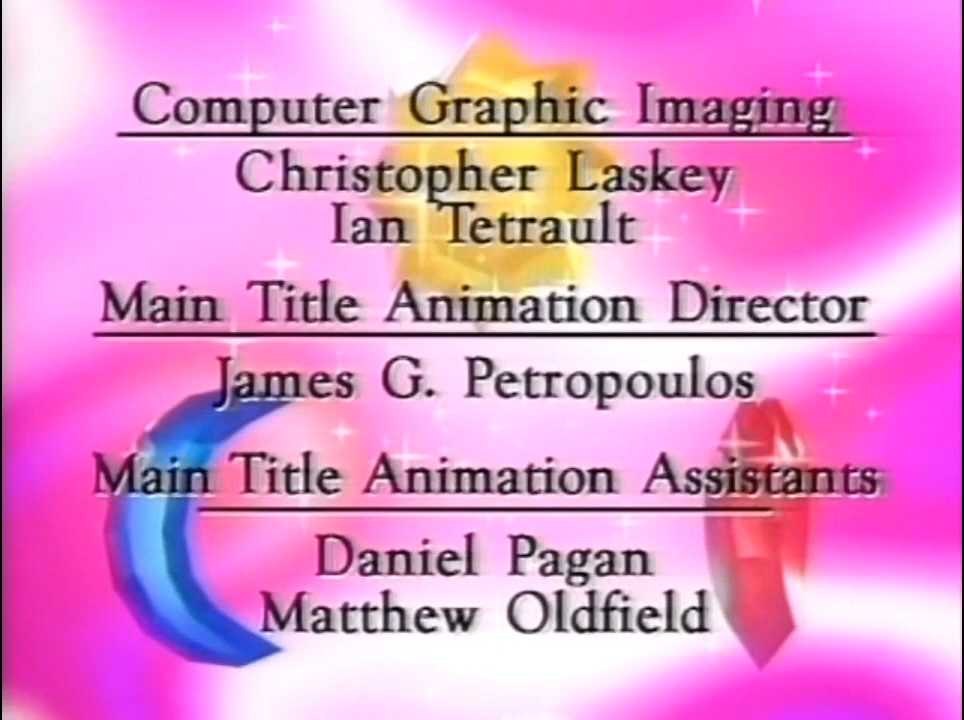 Computer Graphic Imaging
Christopher Laskey
Ian Tetrault
Main Title Animation Director
James G. Petropoulos
Main Title Animation Assistants
Daniel Pagan
Matthew Oldfield